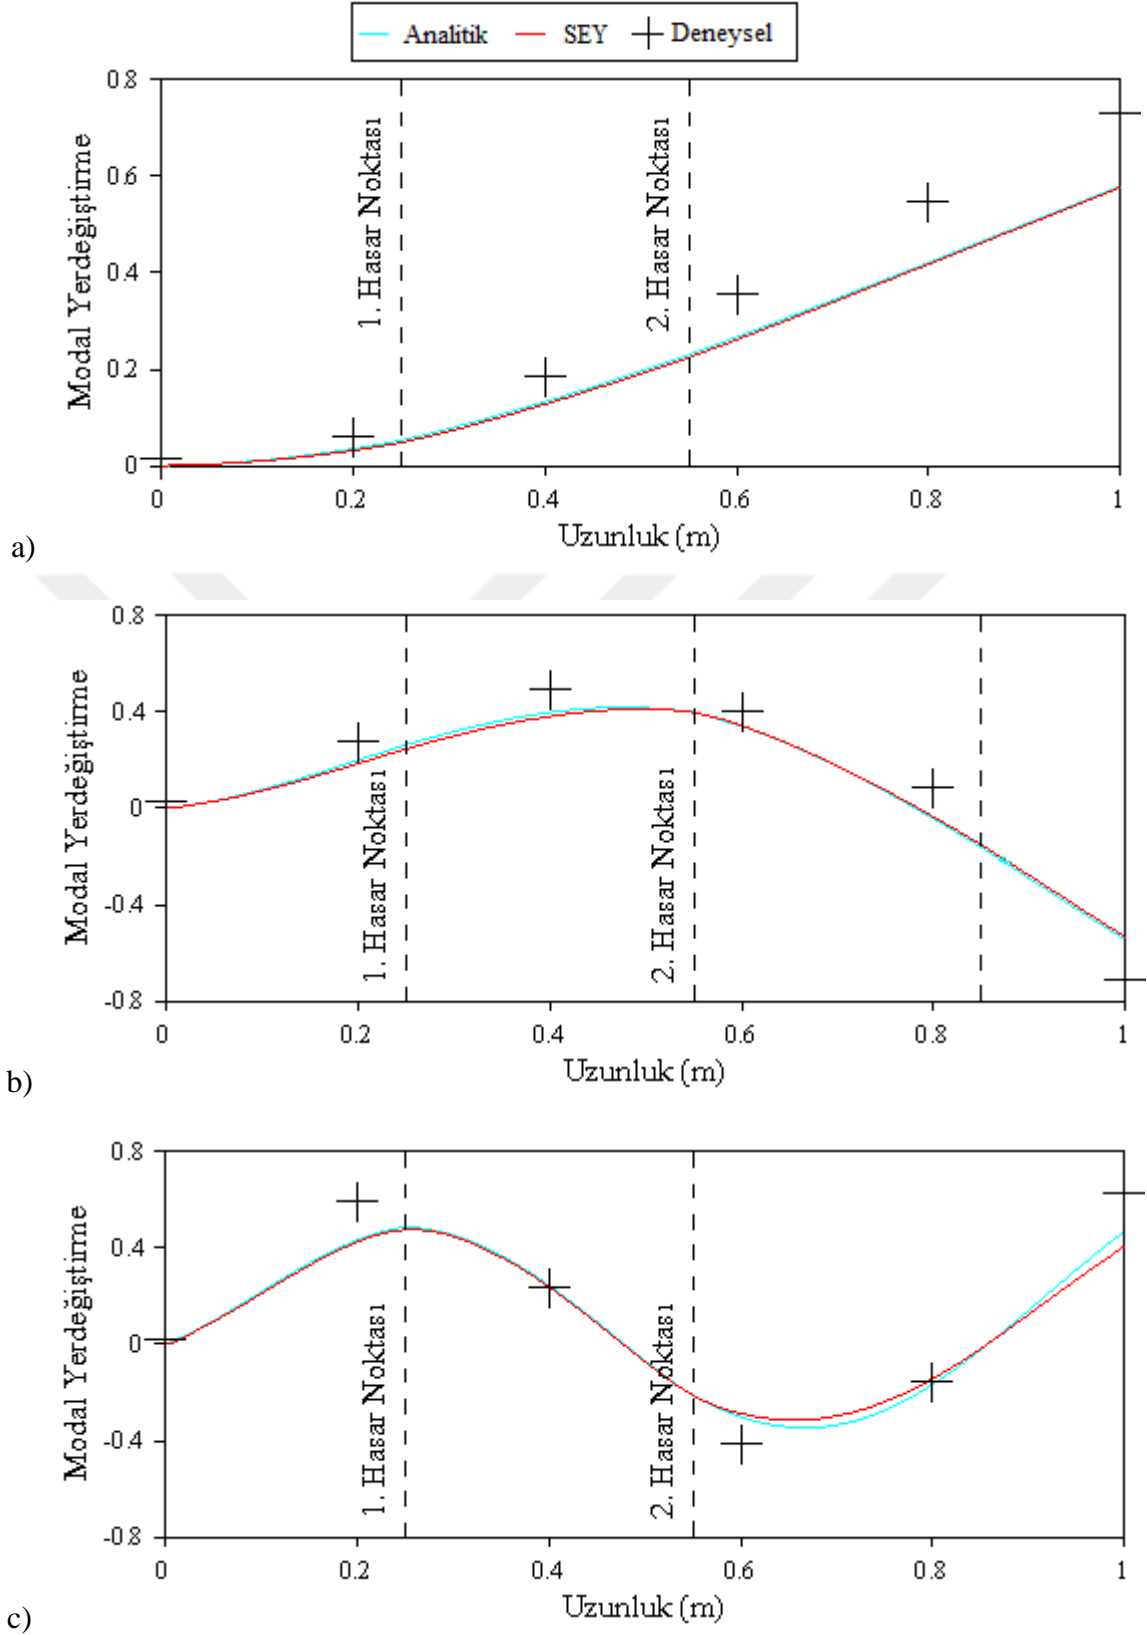 Analitik SEY Deneysel
0.8
0.6
0.4
0.2
0
Modal Yerdeğiştirme
1. Hasar Noktası
2. Hasar Noktası
0 0.2 0.4 0.6 0.8 1
Uzunluk (m)
a)
0.8
0.4
0
-0.4
-0.8
Modal Yerdeğiştirme
1. Hasar Noktası
2. Hasar Noktası
0 0.2 0.4 0.6 0.8 1
Uzunluk (m)
b)
0.8
0.4
0
-0.4
-0.8
Modal Yerdeğiştirme
1. Hasar Noktası
2. Hasar Noktası
0 0.2 0.4 0.6 0.8 1
Uzunluk (m)
c)